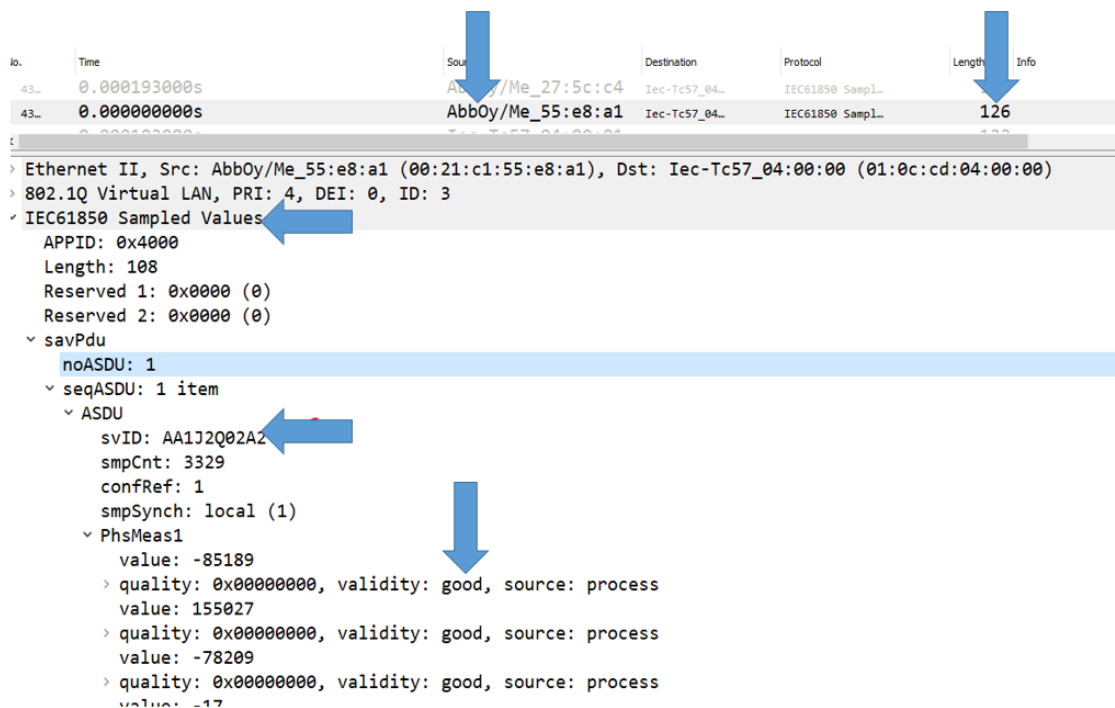 No. Time Source Destination Protocol Length Info
43… 0.000193000s AbbOy/Me_27:5c:c4 Iec-Tc57_04… IEC61850 Sampl…
43… 0.000000000s AbbOy/Me_55:e8:a1 Iec-Tc57_04… IEC61850 Sampl… 126
Ethernet II, Src: AbbOy/Me_55:e8:a1 (00:21:c1:55:e8:a1), Dst: Iec-Tc57_04:00:00 (01:0c:cd:04:00:00)
802.1Q Virtual LAN, PRI: 4, DEI: 0, ID: 3
IEC61850 Sampled Values
APPID: 0x4000
Length: 108
Reserved 1: 0x0000 (0)
Reserved 2: 0x0000 (0)
savPdu
noASDU: 1
seqASDU: 1 item
ASDU
svID: AA1J2Q02A2
smpCnt: 3329
confRef: 1
smpSynch: local (1)
PhsMeas1
value: -85189
quality: 0x00000000, validity: good, source: process
value: 155027
quality: 0x00000000, validity: good, source: process
value: -78209
quality: 0x00000000, validity: good, source: process
value: -17